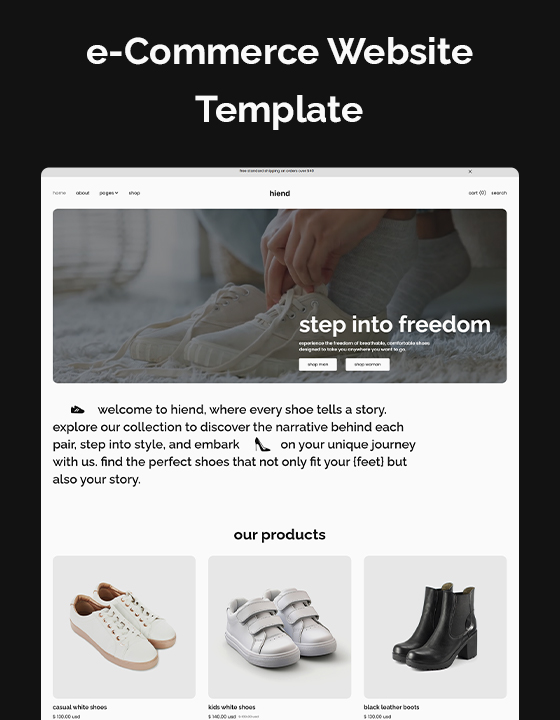 e-Commerce Website
Template
free standard shipping on orders over $49
home about pages shop
hiend
cart (0) search
step into freedom
experience the freedom of breathable, comfortable shoes
designed to take you anywhere you want to go.
shop men shop woman
welcome to hiend, where every shoe tells a story.
explore our collection to discover the narrative behind each
pair, step into style, and embark on your unique journey
with us. find the perfect shoes that not only fit your {feet} but
also your story.
our products
casual white shoes
$ 100.00 usd
kids white shoes
$ 140.00 usd
black leather boots
$ 130.00 usd